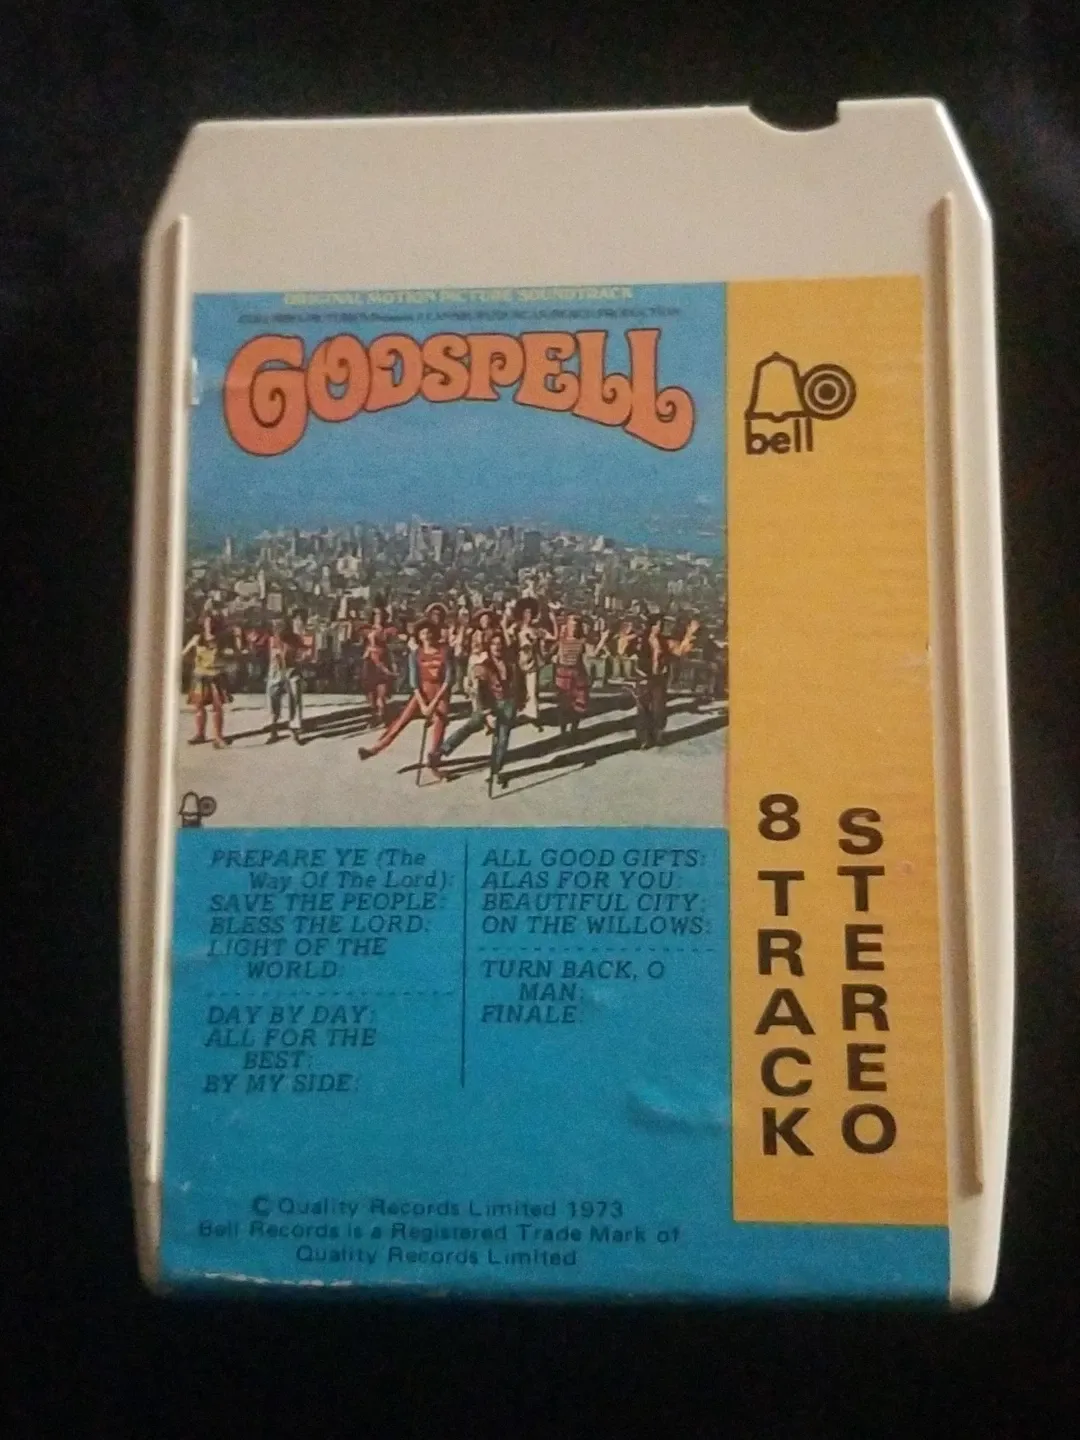 ORIGINAL MOTION PICTURE SOUNDTRACK
GODSPELL
bell
PREPARE YE (The
Way Of The Lord):
SAVE THE PEOPLE:
BLESS THE LORD:
LIGHT OF THE
WORLD:
DAY BY DAY:
ALL FOR THE
BEST:
BY MY SIDE:
ALL GOOD GIFTS:
ALAS FOR YOU:
BEAUTIFUL CITY:
ON THE WILLOWS:
TURN BACK, O
MAN:
FINALE:
8 TRACK
STEREO
© Quality Records Limited 1973
Bell Records is a Registered Trade Mark of
Quality Records Limited